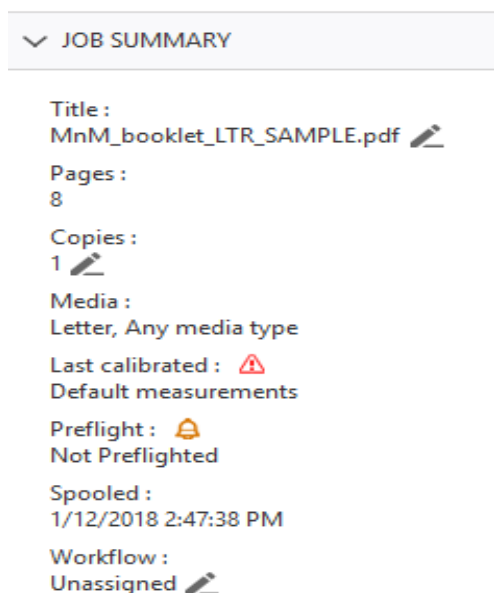 JOB SUMMARY
Title :
MnM_booklet_LTR_SAMPLE.pdf
Pages :
8
Copies :
1
Media :
Letter, Any media type
Last calibrated :
Default measurements
Preflight :
Not Preflighted
Spooled :
1/12/2018 2:47:38 PM
Workflow :
Unassigned